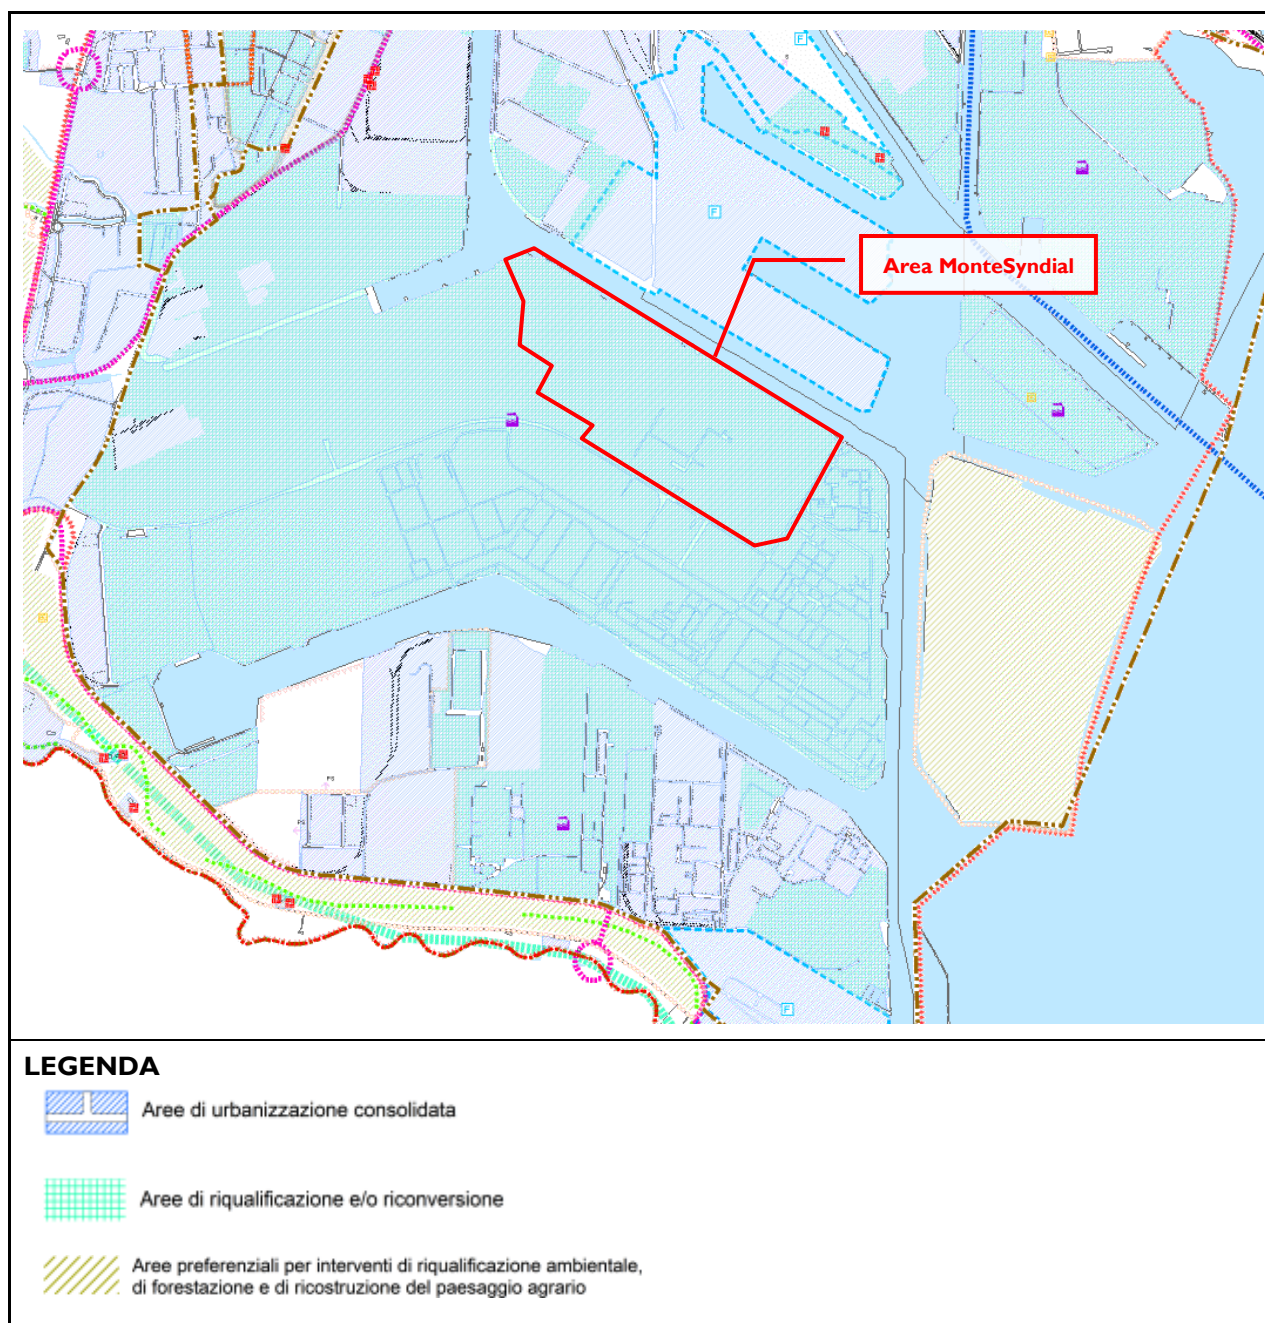 F
F
Area MonteSyndial
F
LEGENDA
Aree di urbanizzazione consolidata
Aree di riqualificazione e/o riconversione
Aree preferenziali per interventi di riqualificazione ambientale,
di forestazione e di ricostruzione del paesaggio agrario